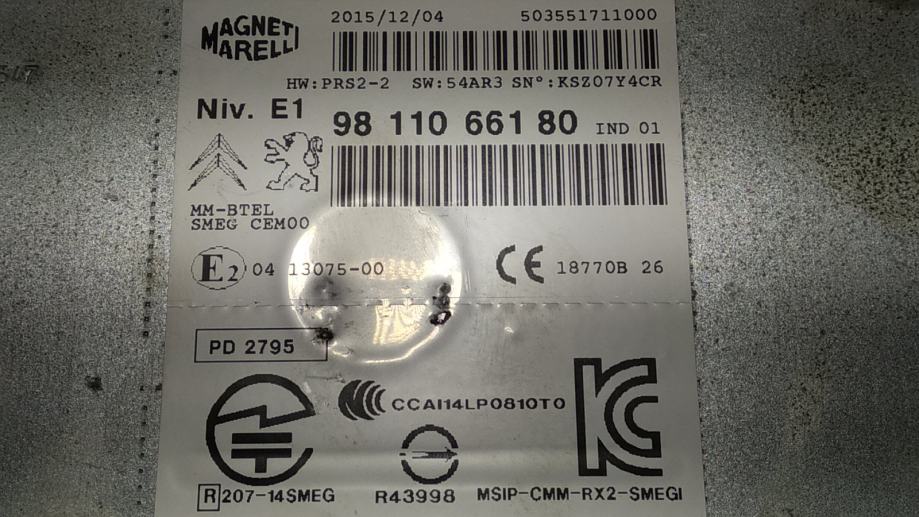 MAGNETI MARELLI
2015/12/04 503551711000
HW:PRS2-2 SW:54AR3 SN°:KSZ07Y4CR
Niv. E1
98 110 661 80 IND 01
MM-BTEL
SMEG CEM00
E2 04 13075-00
CE 18770B 26
PD 2795
CCAI14LP0810T0
R 207-14SMEG
R43998
MSIP-CMM-RX2-SMEGI